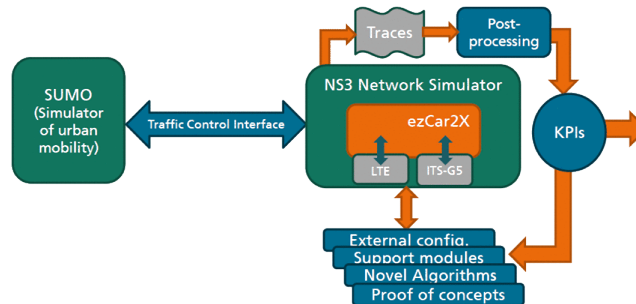 Traces
Post-
processing
SUMO
(Simulator
of urban
mobility)
Traffic Control Interface
NS3 Network Simulator
ezCar2X
LTE
ITS-G5
KPIs
External config.
Support modules
Novel Algorithms
Proof of concepts